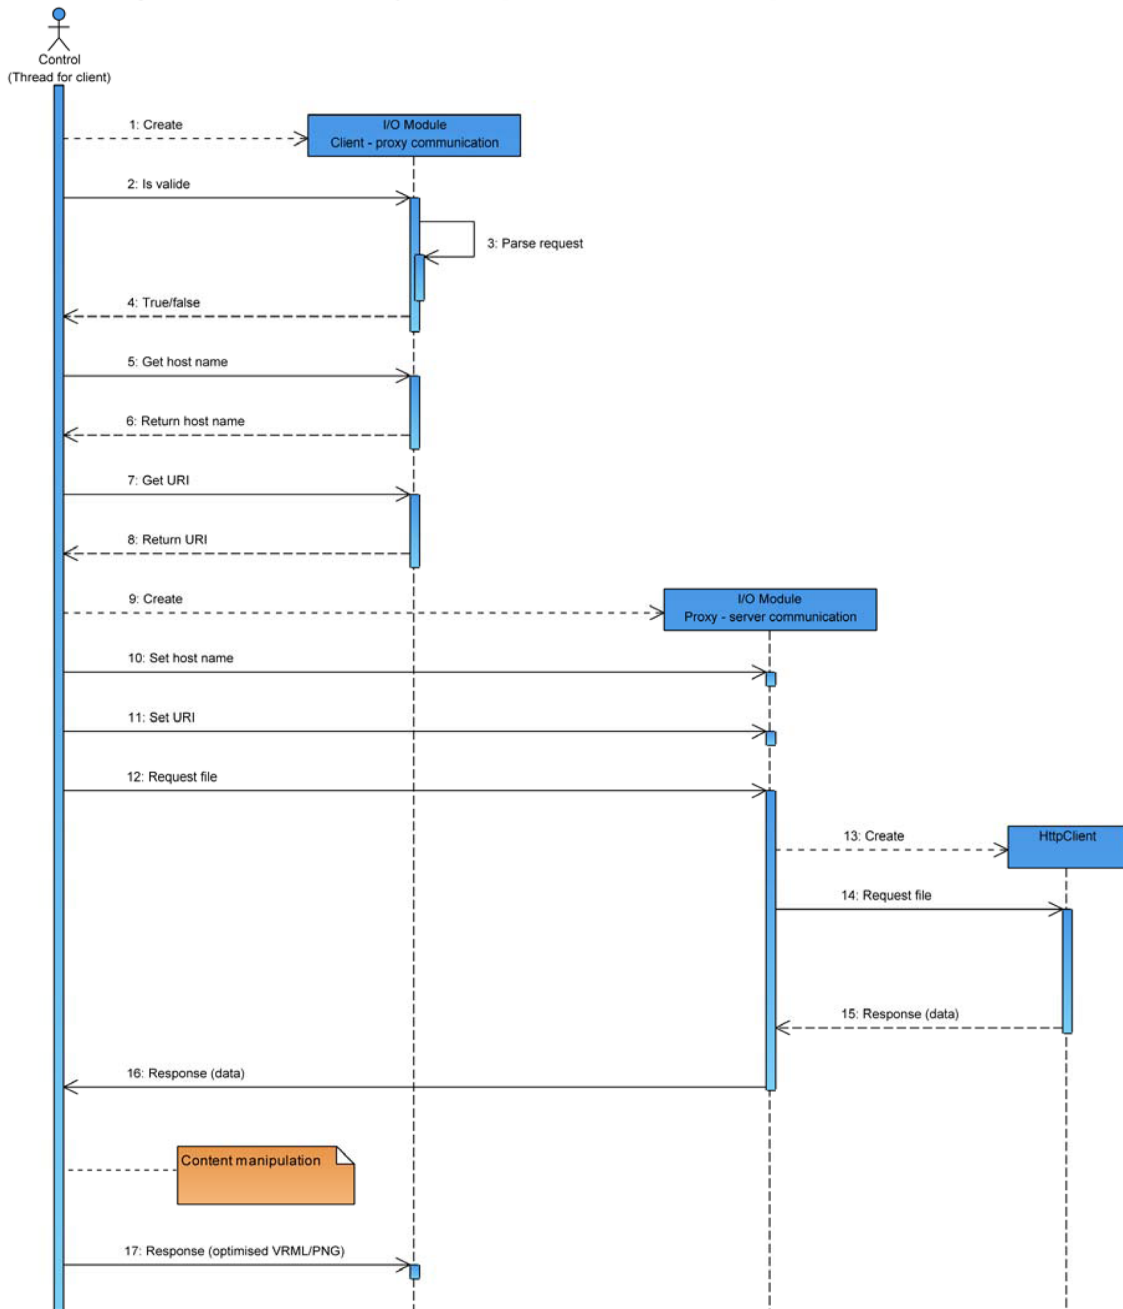 Control
(Thread for client)
1: Create
I/O Module
Client - proxy communication
2: Is valide
3: Parse request
4: True/false
5: Get host name
6: Return host name
7: Get URI
8: Return URI
9: Create
I/O Module
Proxy - server communication
10: Set host name
11: Set URI
12: Request file
13: Create
HttpClient
14: Request file
15: Response (data)
16: Response (data)
Content manipulation
17: Response (optimised VRML/PNG)